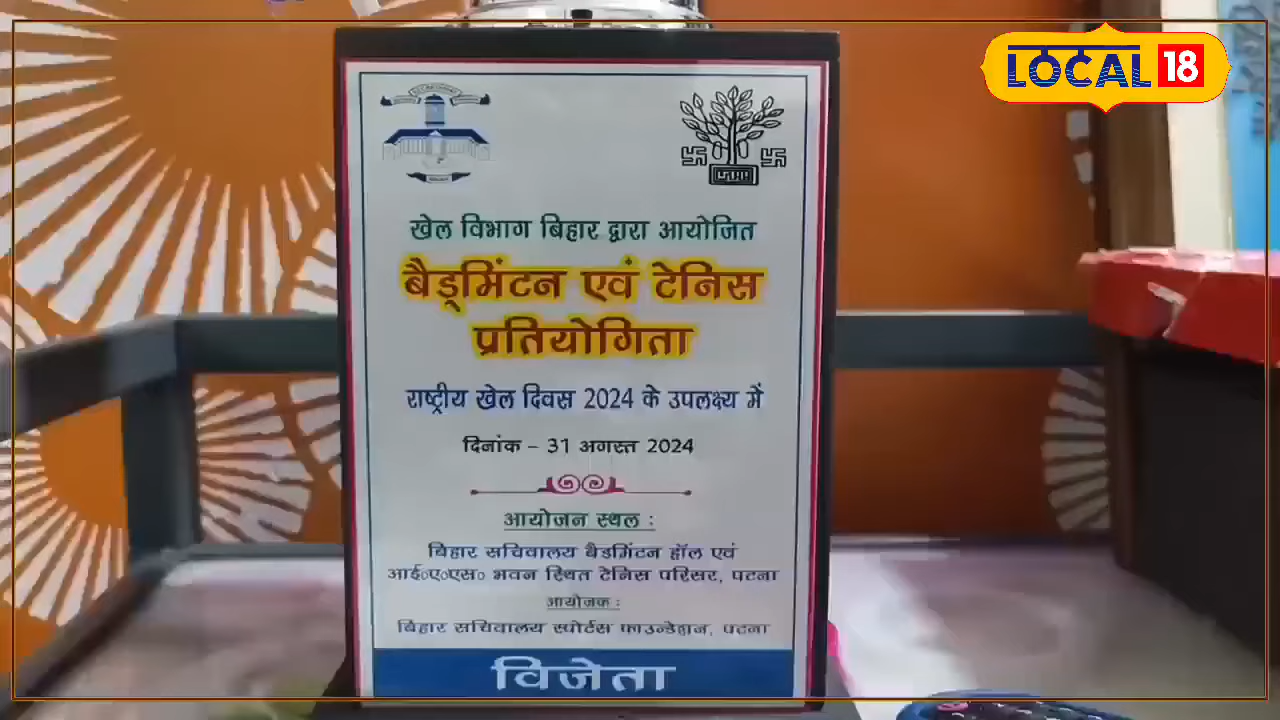 LOCAL 18
खेल विभाग बिहार द्वारा आयोजित
बैड्मिंटन एवं टेनिस
प्रतियोगिता
राष्ट्रीय खेल दिवस 2024 के उपलक्ष्य में
दिनांक – 31 अगस्त 2024
आयोजन स्थल :
बिहार सचिवालय बैडमिंटन हॉल एवं
आई०ए०एस० भवन स्थित टेनिस परिसर, पटना
आयोजक :
बिहार सचिवालय स्पोर्टस फाउन्डेशन, पटना
विजेता